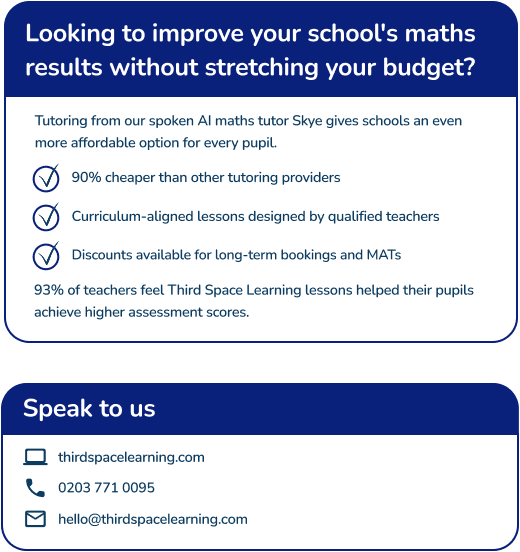 Looking to improve your school's maths
results without stretching your budget?
Tutoring from our spoken AI maths tutor Skye gives schools an even
more affordable option for every pupil.
90% cheaper than other tutoring providers
Curriculum-aligned lessons designed by qualified teachers
Discounts available for long-term bookings and MATs
93% of teachers feel Third Space Learning lessons helped their pupils
achieve higher assessment scores.
Speak to us
thirdspacelearning.com
0203 771 0095
hello@thirdspacelearning.com